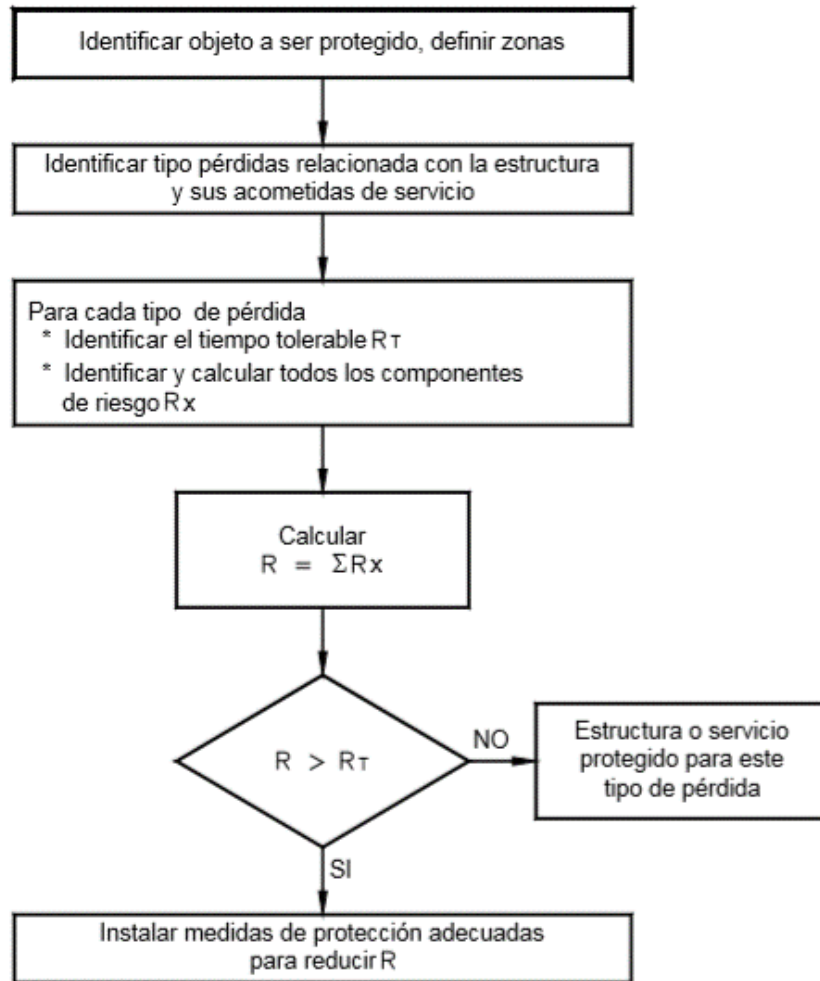 Identificar objeto a ser protegido, definir zonas
Identificar tipo pérdidas relacionada con la estructura
y sus acometidas de servicio
Para cada tipo de pérdida
* Identificar el tiempo tolerable RT
* Identificar y calcular todos los componentes
de riesgo Rx
Calcular
R = ΣRx
R > RT
NO
Estructura o servicio
protegido para este
tipo de pérdida
SI
Instalar medidas de protección adecuadas
para reducir R